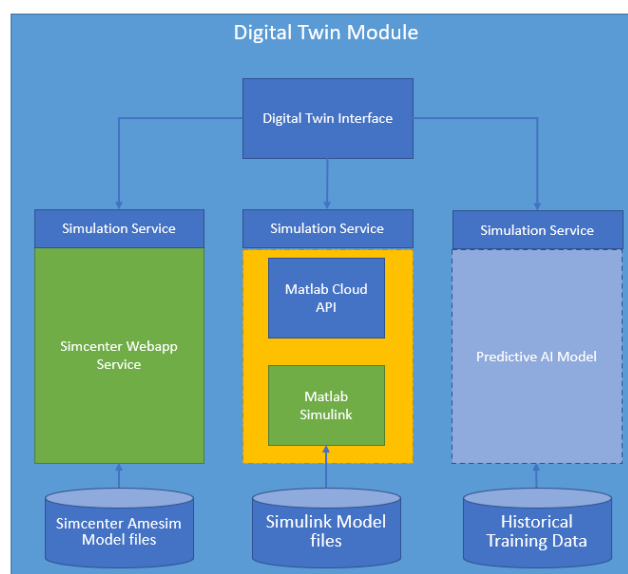 Digital Twin Module
Digital Twin Interface
Simulation Service
Simulation Service
Simulation Service
Simcenter Webapp
Service
Matlab Cloud
API
Matlab
Simulink
Predictive AI Model
Simcenter Amesim
Model files
Simulink Model
files
Historical
Training Data